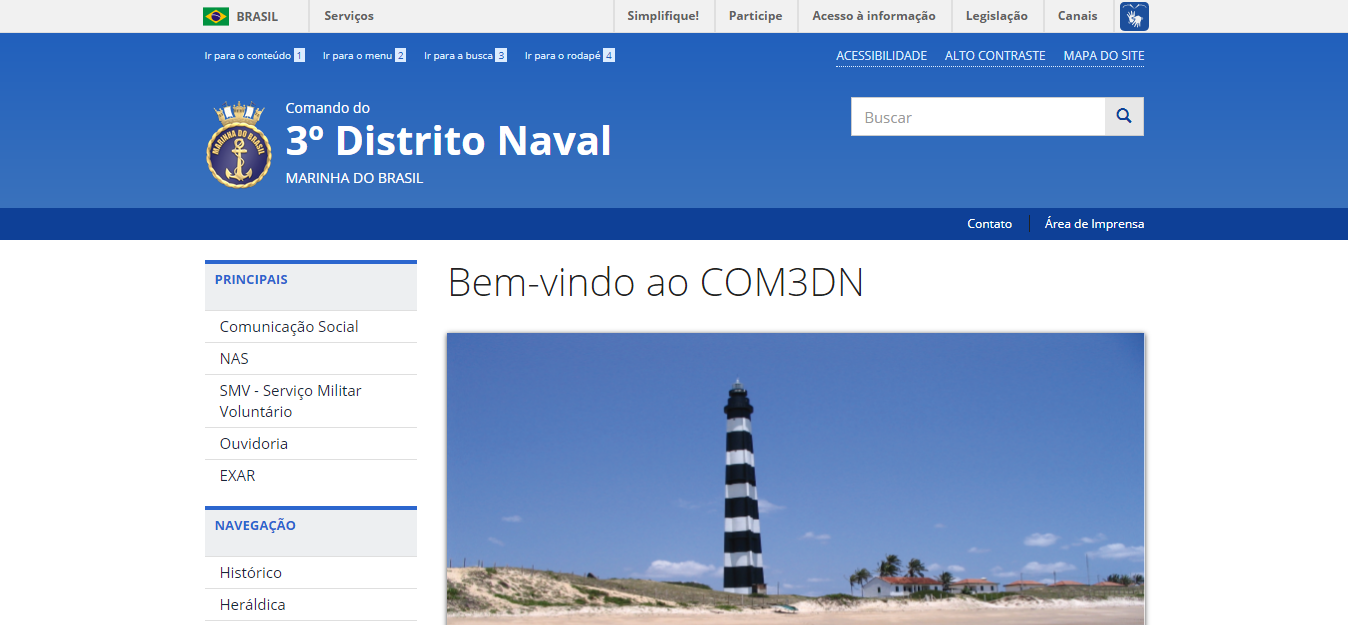 BRASIL
Serviços
Simplifique!
Participe
Acesso à informação
Legislação
Canais
Ir para o conteúdo 1
Ir para o menu 2
Ir para a busca 3
Ir para o rodapé 4
ACESSIBILIDADE
ALTO CONTRASTE
MAPA DO SITE
MARINHA DO BRASIL
Comando do
3º Distrito Naval
MARINHA DO BRASIL
Buscar
Contato
Área de Imprensa
PRINCIPAIS
Comunicação Social
NAS
SMV - Serviço Militar
Voluntário
Ouvidoria
EXAR
NAVEGAÇÃO
Histórico
Heráldica
Bem-vindo ao COM3DN